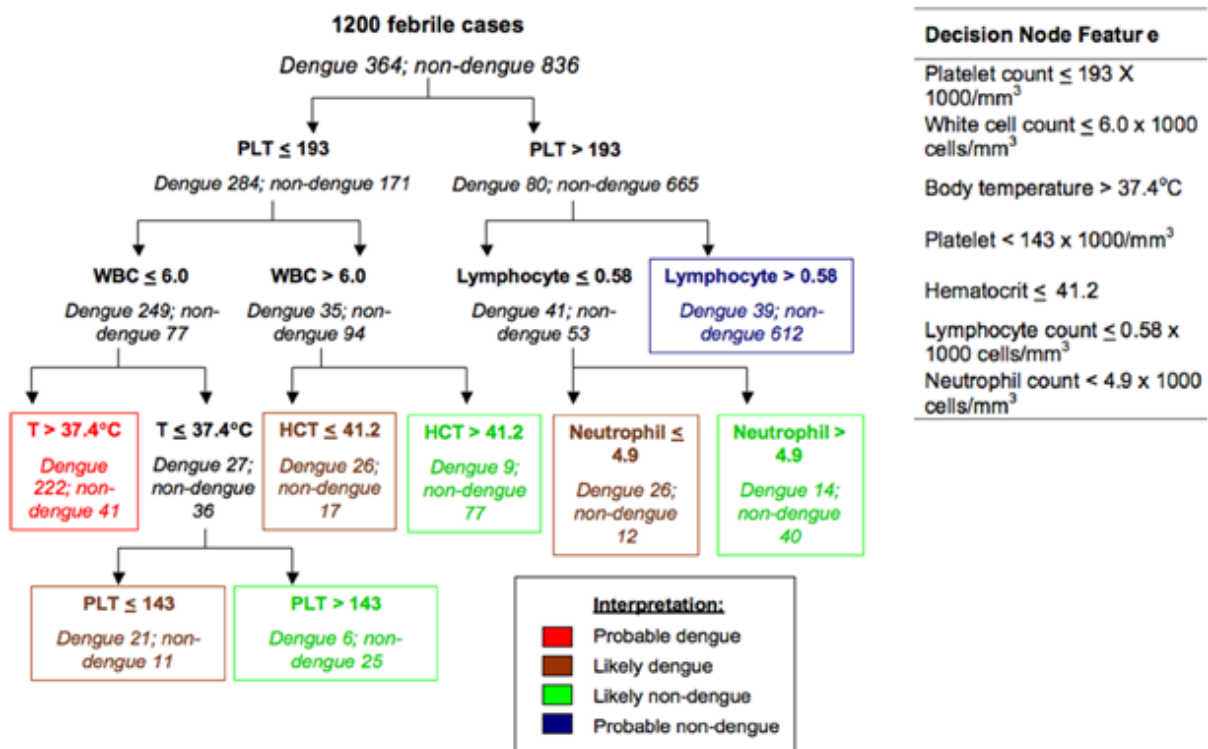 1200 febrile cases
Dengue 364; non-dengue 836
PLT ≤ 193
Dengue 284; non-dengue 171
PLT > 193
Dengue 80; non-dengue 665
WBC ≤ 6.0
Dengue 249; non-
dengue 77
WBC > 6.0
Dengue 35; non-
dengue 94
Lymphocyte ≤ 0.58
Dengue 41; non-
dengue 53
Lymphocyte > 0.58
Dengue 39; non-
dengue 612
T > 37.4°C
Dengue
222; non-
dengue 41
T ≤ 37.4°C
Dengue 27;
non-dengue
36
HCT ≤ 41.2
Dengue 26;
non-dengue
17
HCT > 41.2
Dengue 9;
non-dengue
77
Neutrophil ≤
4.9
Dengue 26;
non-dengue
12
Neutrophil >
4.9
Dengue 14;
non-dengue
40
PLT ≤ 143
Dengue 21; non-
dengue 11
PLT > 143
Dengue 6; non-
dengue 25
Interpretation:
Probable dengue
Likely dengue
Likely non-dengue
Probable non-dengue
Decision Node Feature
Platelet count ≤ 193 X
1000/mm³
White cell count ≤ 6.0 x 1000
cells/mm³
Body temperature > 37.4°C
Platelet < 143 x 1000/mm³
Hematocrit ≤ 41.2
Lymphocyte count ≤ 0.58 x
1000 cells/mm³
Neutrophil count < 4.9 x 1000
cells/mm³